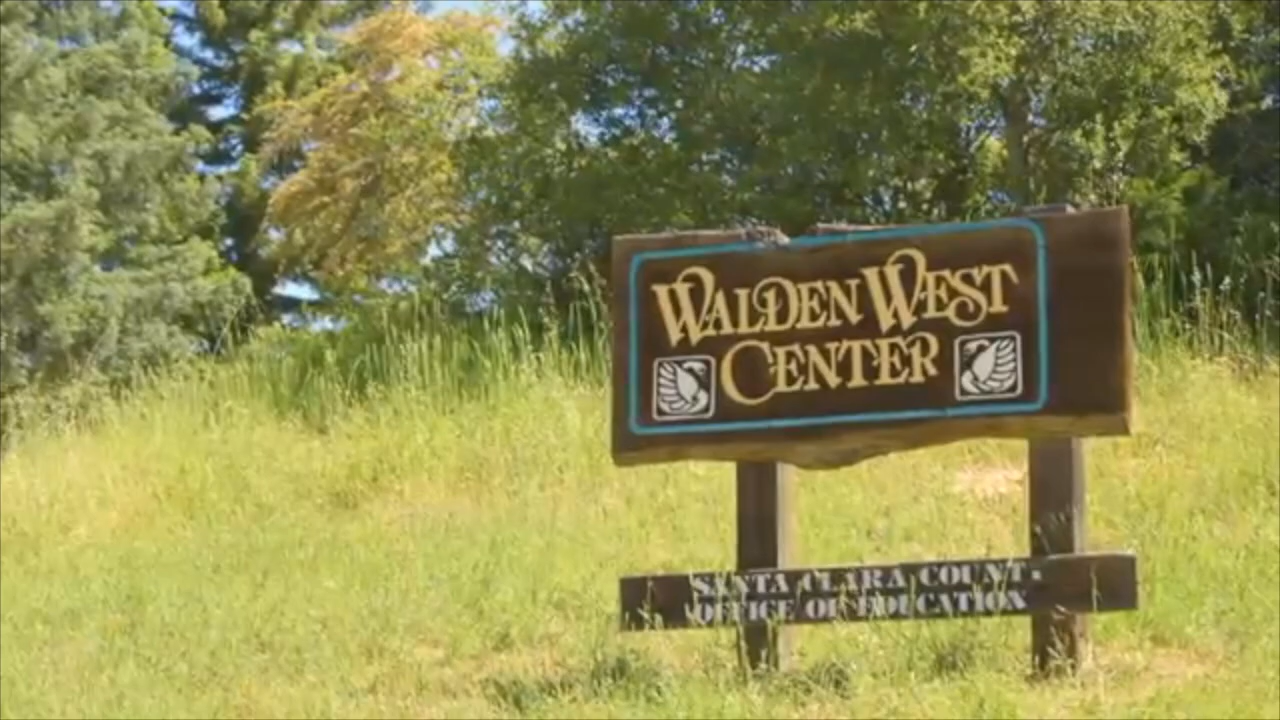 WALDEN WEST
CENTER
SANTA CLARA COUNTY
OFFICE OF EDUCATION